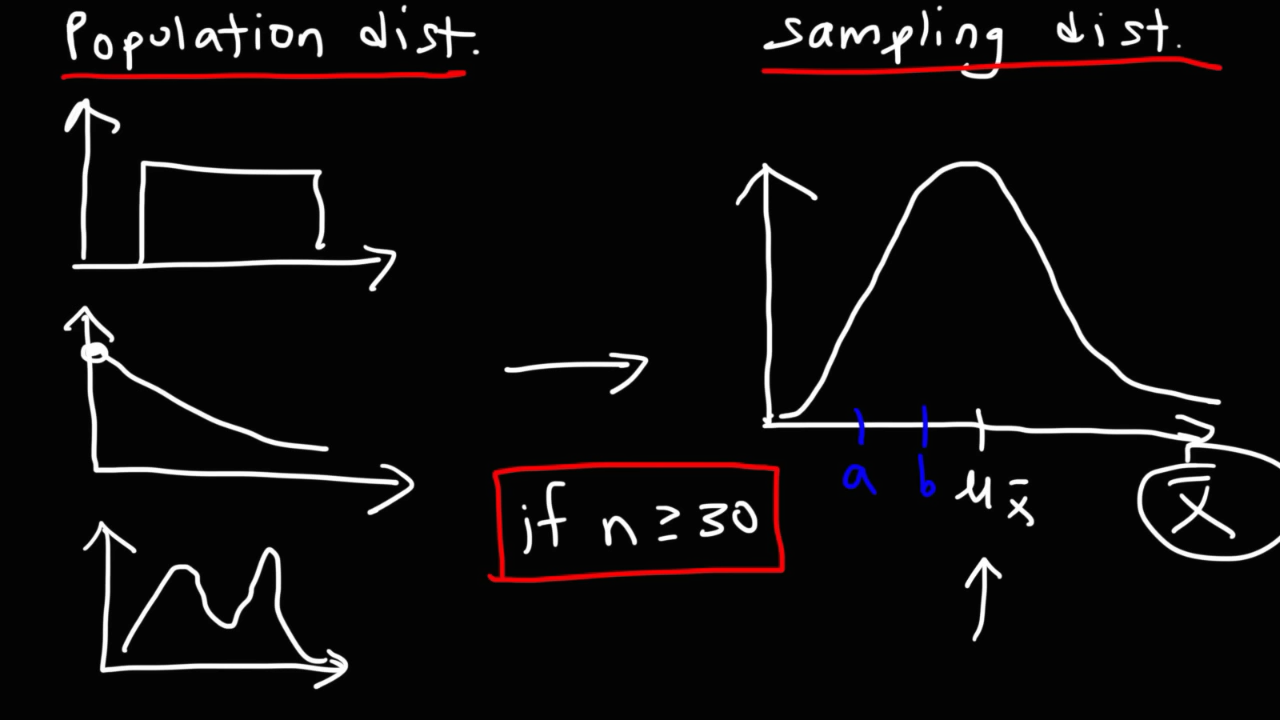 Population dist.
sampling dist.
if n ≥ 30
a b μx̄
x̄